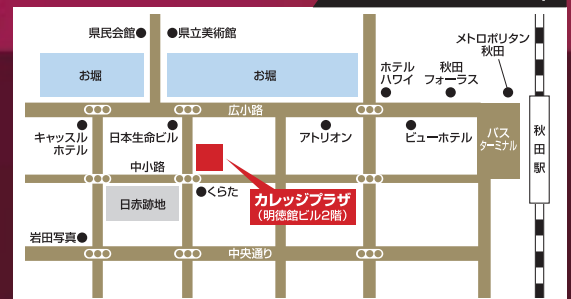 県民会館
県立美術館
メトロポリタン
秋田
お堀
お堀
ホテル
ハワイ
秋田
フォーラス
広小路
キャッスル
ホテル
日本生命ビル
アトリオン
ビューホテル
バス
ターミナル
秋田駅
中小路
日赤跡地
くらた
カレッジプラザ
（明徳館ビル2階）
岩田写真
中央通り